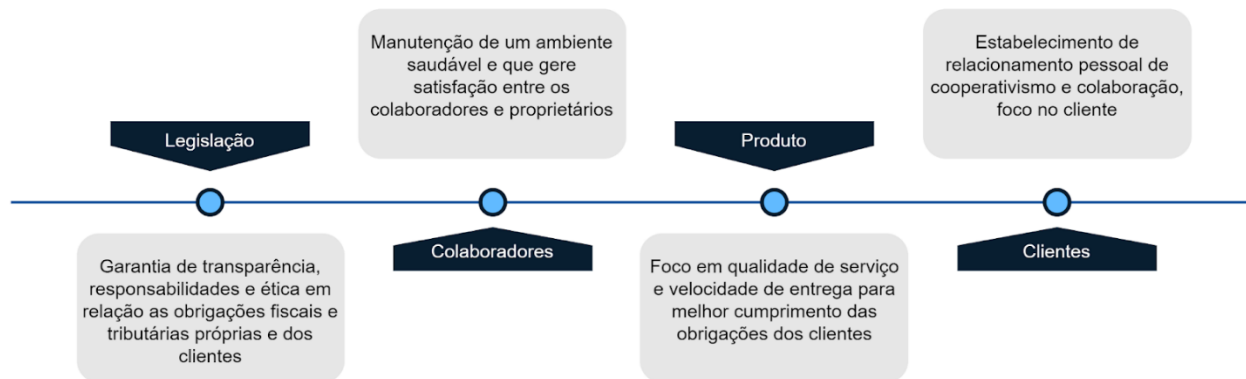 Legislação
Garantia de transparência,
responsabilidades e ética em
relação as obrigações fiscais e
tributárias próprias e dos
clientes
Manutenção de um ambiente
saudável e que gere
satisfação entre os
colaboradores e proprietários
Colaboradores
Produto
Foco em qualidade de serviço
e velocidade de entrega para
melhor cumprimento das
obrigações dos clientes
Estabelecimento de
relacionamento pessoal de
cooperativismo e colaboração,
foco no cliente
Clientes